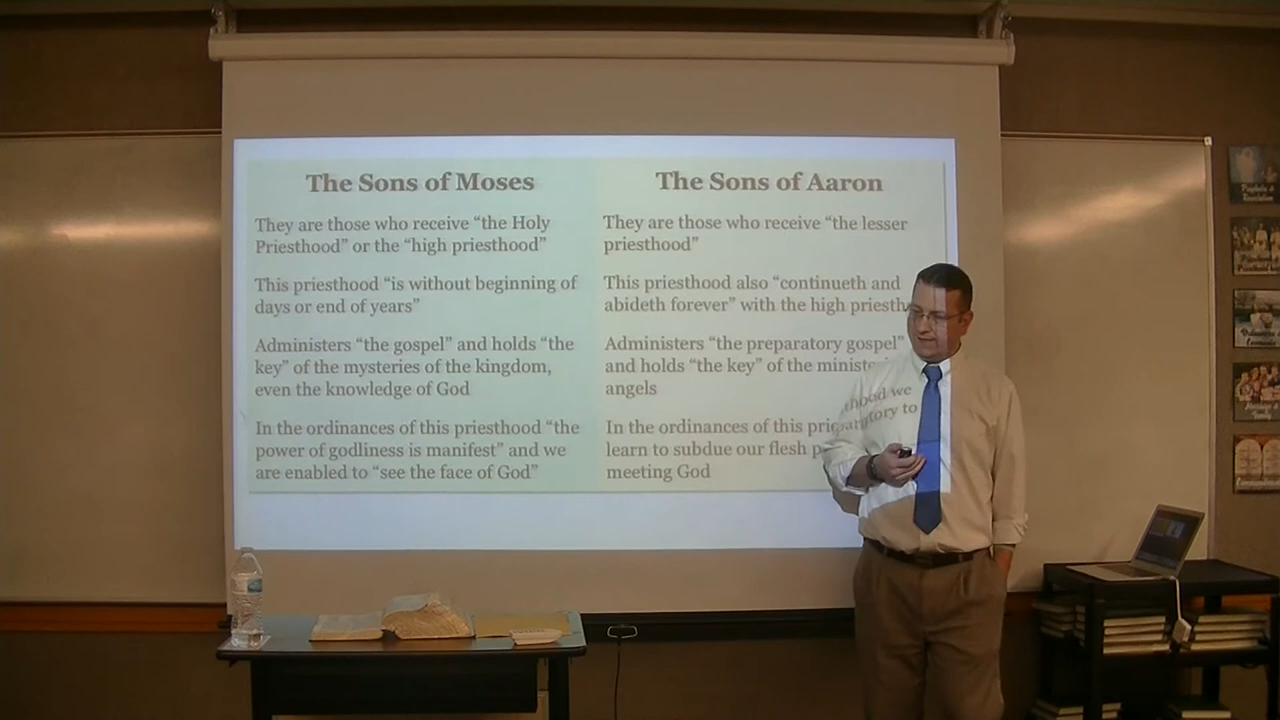 The Sons of Moses
They are those who receive “the Holy
Priesthood” or the “high priesthood”
This priesthood “is without beginning of
days or end of years”
Administers “the gospel” and holds “the
key” of the mysteries of the kingdom,
even the knowledge of God
In the ordinances of this priesthood “the
power of godliness is manifest” and we
are enabled to “see the face of God”
The Sons of Aaron
They are those who receive “the lesser
priesthood”
This priesthood also “continueth and
abideth forever” with the high priesth
Administers “the preparatory gospel”
and holds “the key” of the
angels
In the ordinances of this priesthood we
learn to subdue our flesh
meeting God